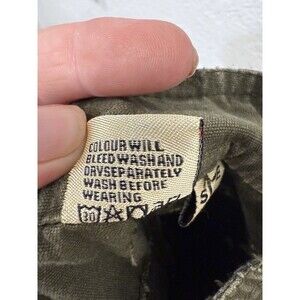 COLOUR WILL
BLEED WASH AND
DRY SEPARATELY
WASH BEFORE
WEARING
30